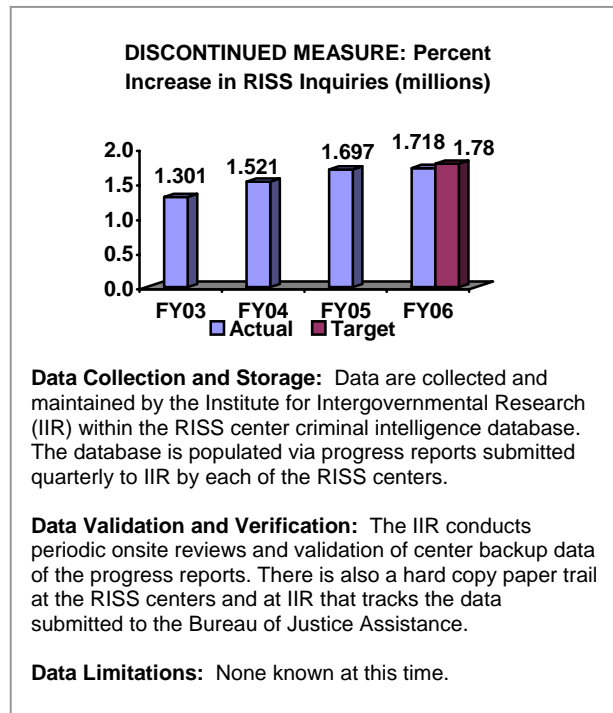 DISCONTINUED MEASURE: Percent
Increase in RISS Inquiries (millions)
1.301 1.521 1.697 1.718 1.78
2.0
1.5
1.0
0.5
0.0
FY03 FY04 FY05 FY06
Actual Target
Data Collection and Storage: Data are collected and
maintained by the Institute for Intergovernmental Research
(IIR) within the RISS center criminal intelligence database.
The database is populated via progress reports submitted
quarterly to IIR by each of the RISS centers.
Data Validation and Verification: The IIR conducts
periodic onsite reviews and validation of center backup data
of the progress reports. There is also a hard copy paper trail
at the RISS centers and at IIR that tracks the data
submitted to the Bureau of Justice Assistance.
Data Limitations: None known at this time.